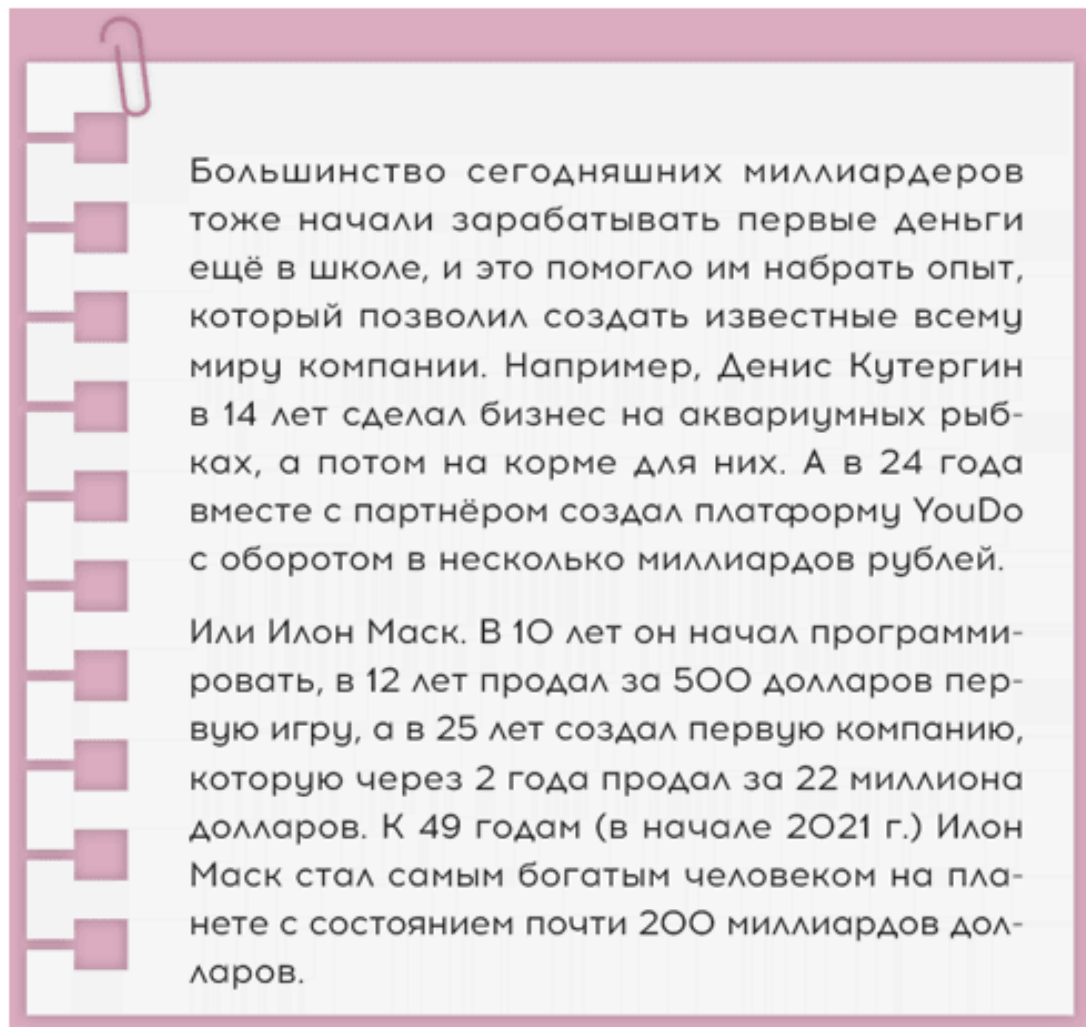 Большинство сегодняшних миллиардеров
тоже начали зарабатывать первые деньги
ещё в школе, и это помогло им набрать опыт,
который позволил создать известные всему
миру компании. Например, Денис Кутергин
в 14 лет сделал бизнес на аквариумных рыб-
ках, а потом на корме для них. А в 24 года
вместе с партнёром создал платформу YouDo
с оборотом в несколько миллиардов рублей.
Или Илон Маск. В 10 лет он начал программи-
ровать, в 12 лет продал за 500 долларов пер-
вую игру, а в 25 лет создал первую компанию,
которую через 2 года продал за 22 миллиона
долларов. К 49 годам (в начале 2021 г.) Илон
Маск стал самым богатым человеком на пла-
нете с состоянием почти 200 миллиардов дол-
ларов.